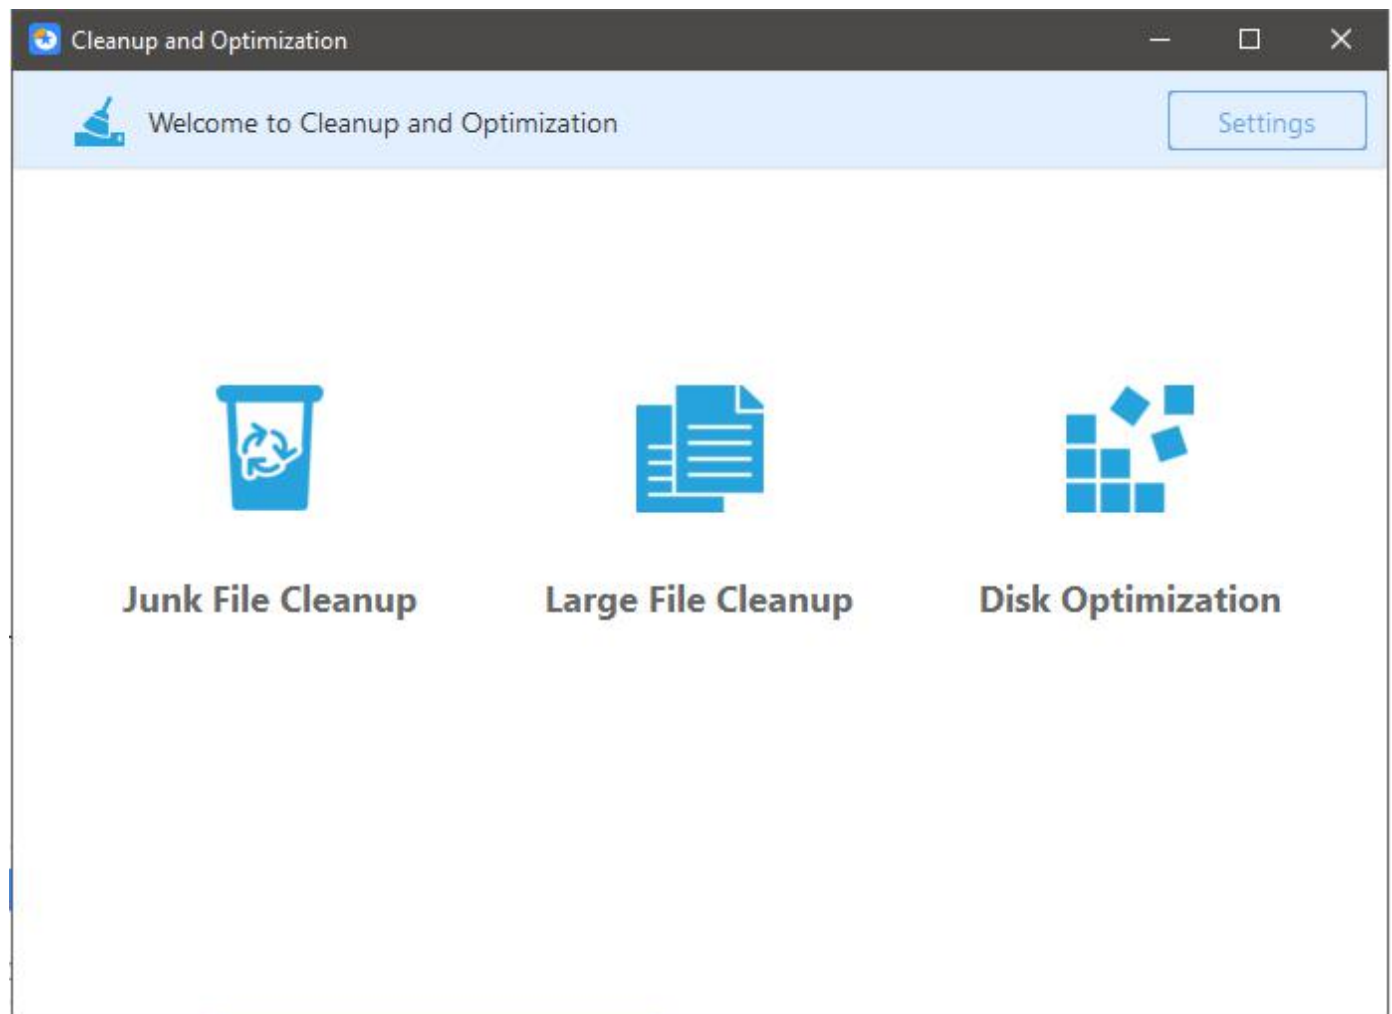 Cleanup and Optimization
Welcome to Cleanup and Optimization
Settings
Junk File Cleanup
Large File Cleanup
Disk Optimization